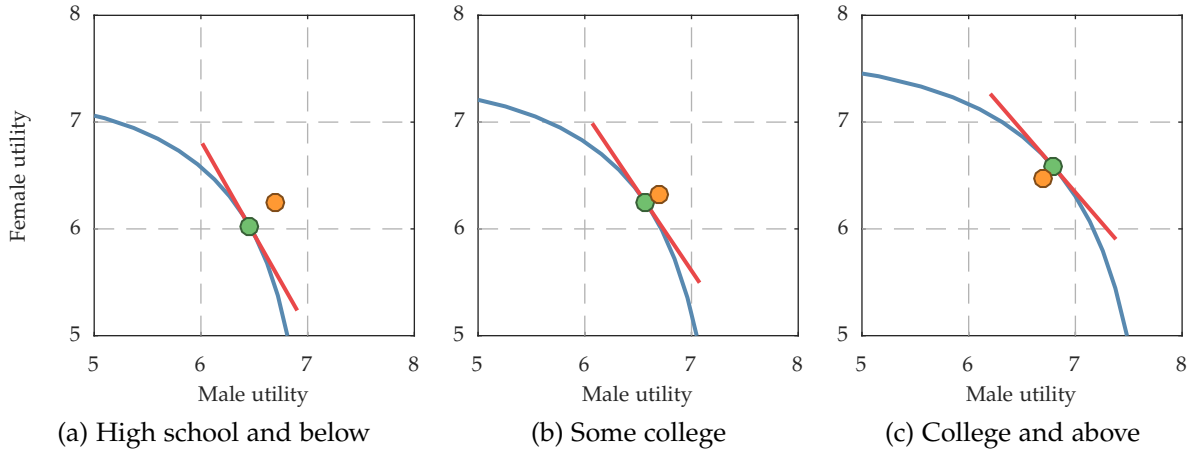 Female utility
8
7
6
5
5 6 7 8
Male utility
(a) High school and below
8
7
6
5
5 6 7 8
Male utility
(b) Some college
8
7
6
5
5 6 7 8
Male utility
(c) College and above